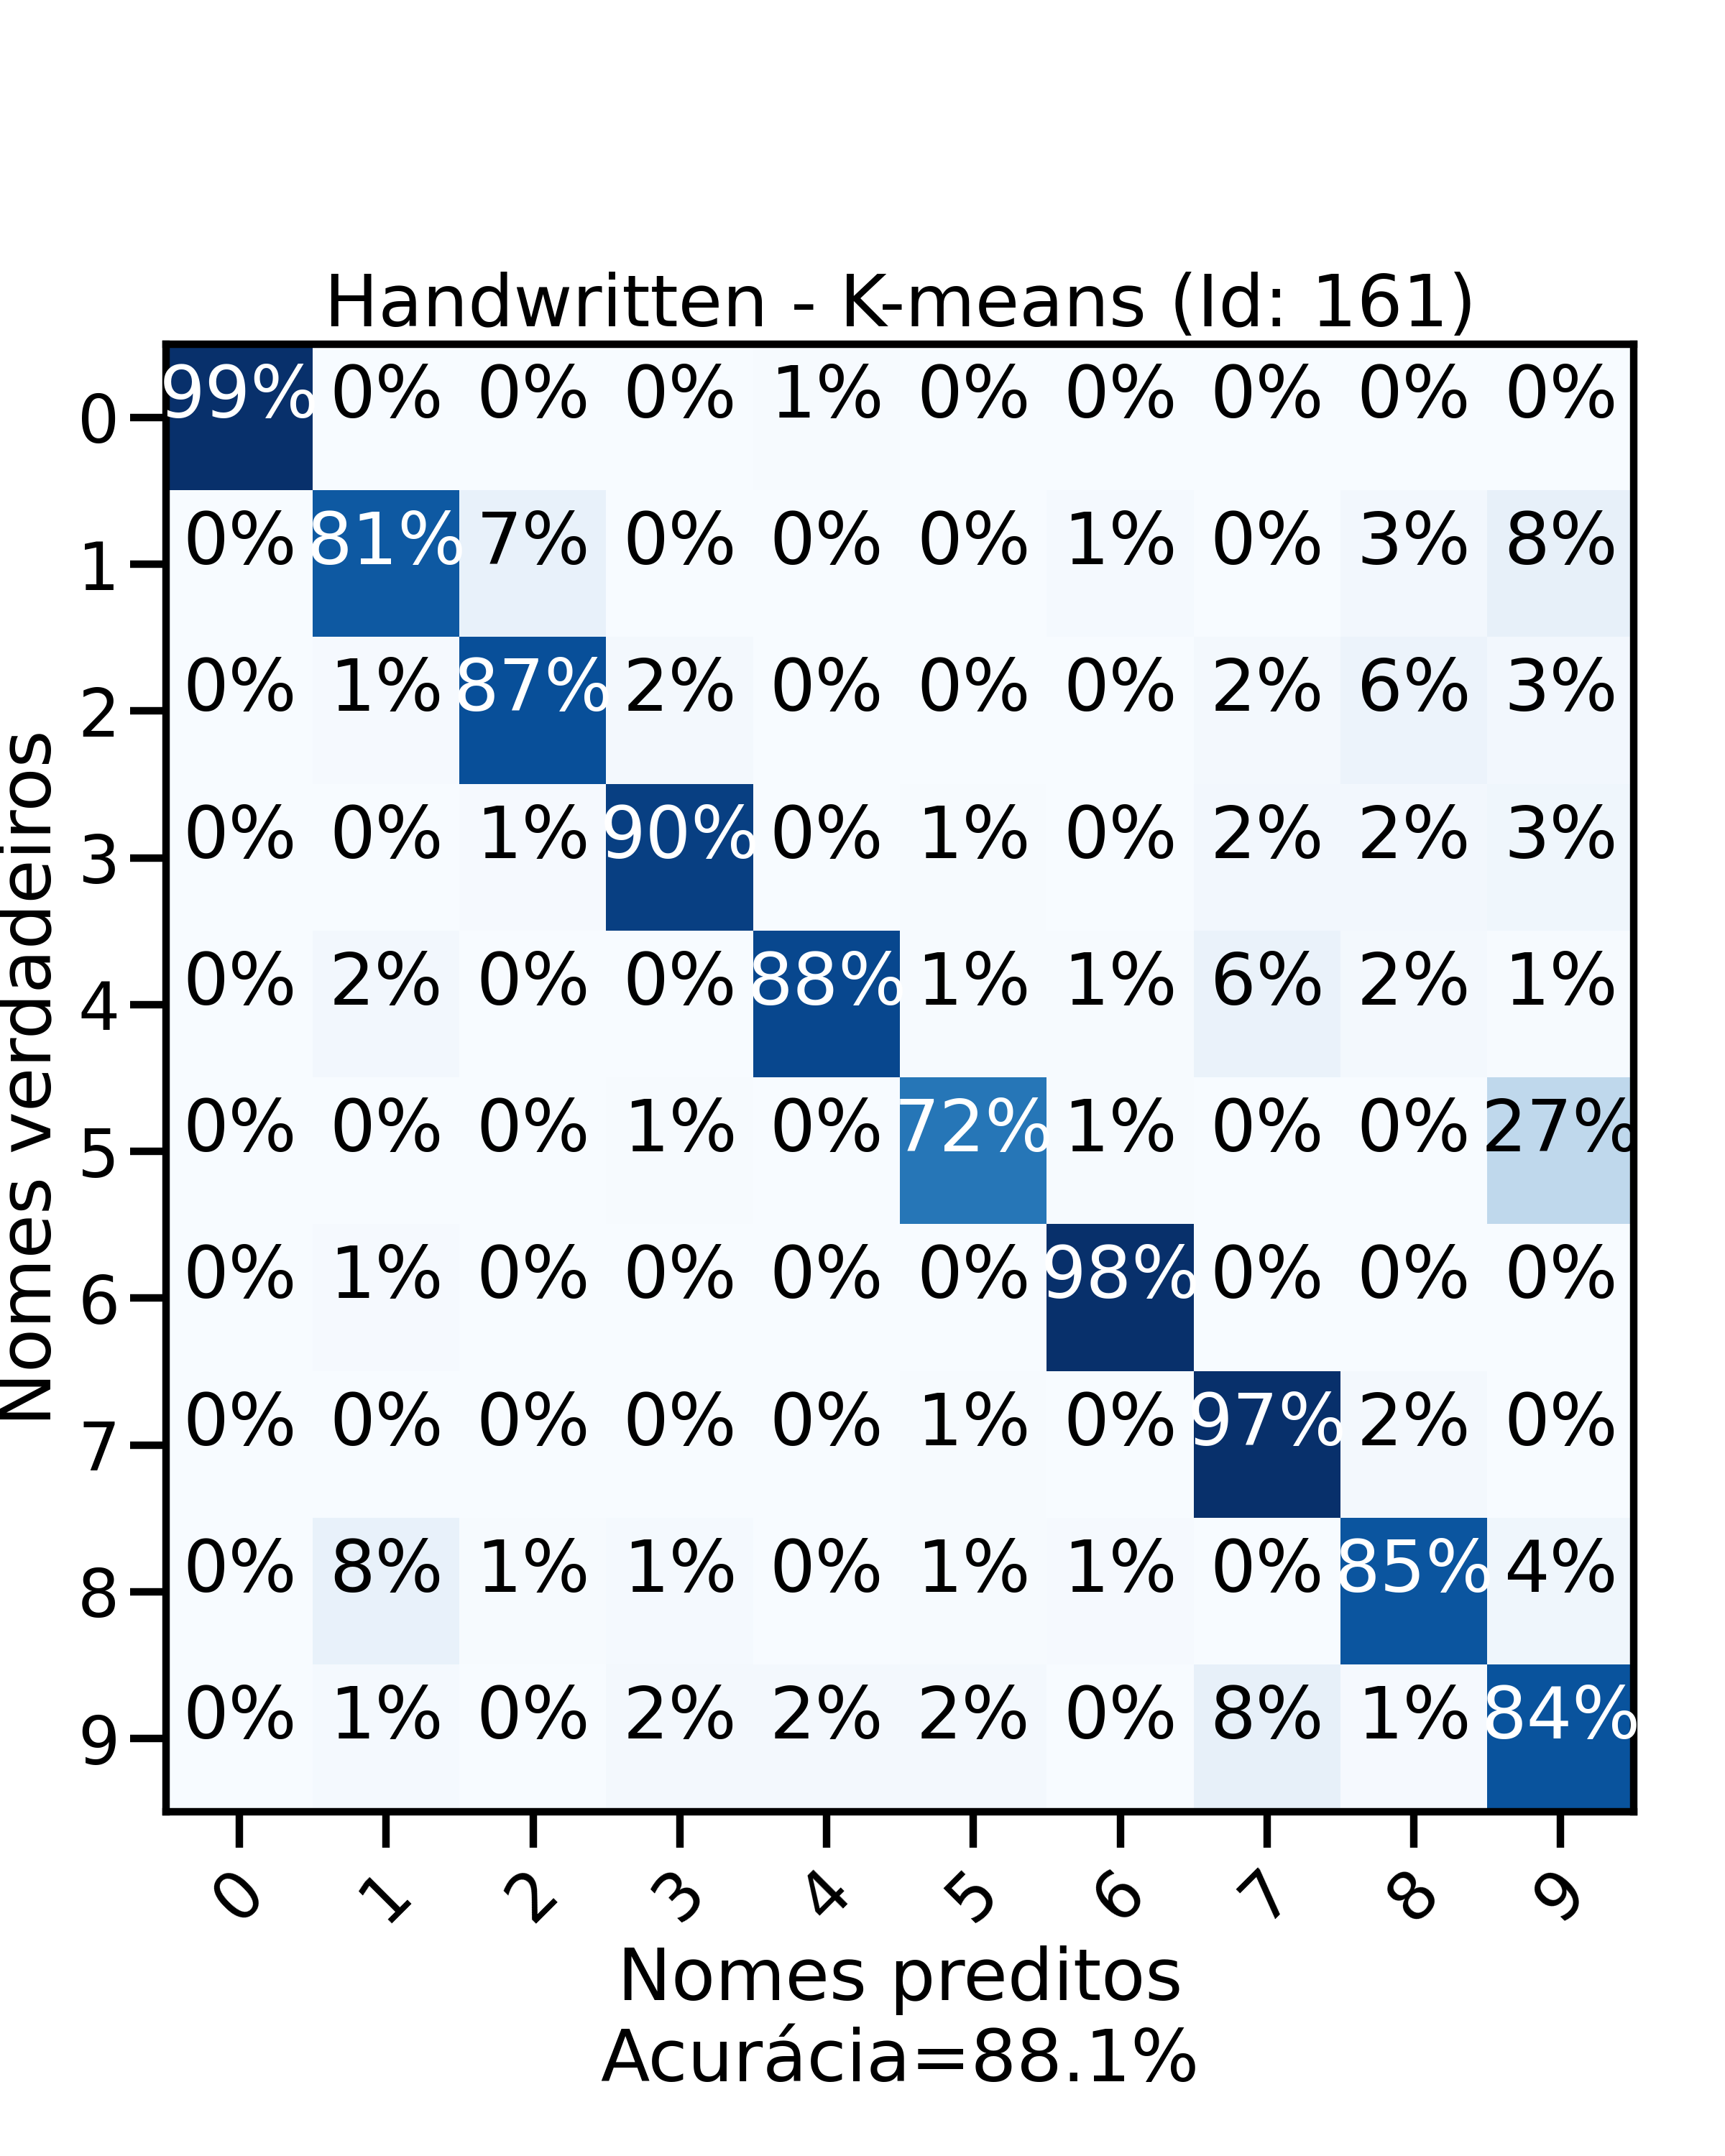 Handwritten - K-means (Id: 161)
Nomes verdadeiros
0 99% 0% 0% 0% 1% 0% 0% 0% 0% 0%
1 0% 81% 7% 0% 0% 0% 1% 0% 3% 8%
2 0% 1% 87% 2% 0% 0% 0% 2% 6% 3%
3 0% 0% 1% 90% 0% 1% 0% 2% 2% 3%
4 0% 2% 0% 0% 88% 1% 1% 6% 2% 1%
5 0% 0% 0% 1% 0% 72% 1% 0% 0% 27%
6 0% 1% 0% 0% 0% 0% 98% 0% 0% 0%
7 0% 0% 0% 0% 0% 1% 0% 97% 2% 0%
8 0% 8% 1% 1% 0% 1% 1% 0% 85% 4%
9 0% 1% 0% 2% 2% 2% 0% 8% 1% 84%
0 1 2 3 4 5 6 7 8 9
Nomes preditos
Acurácia=88.1%